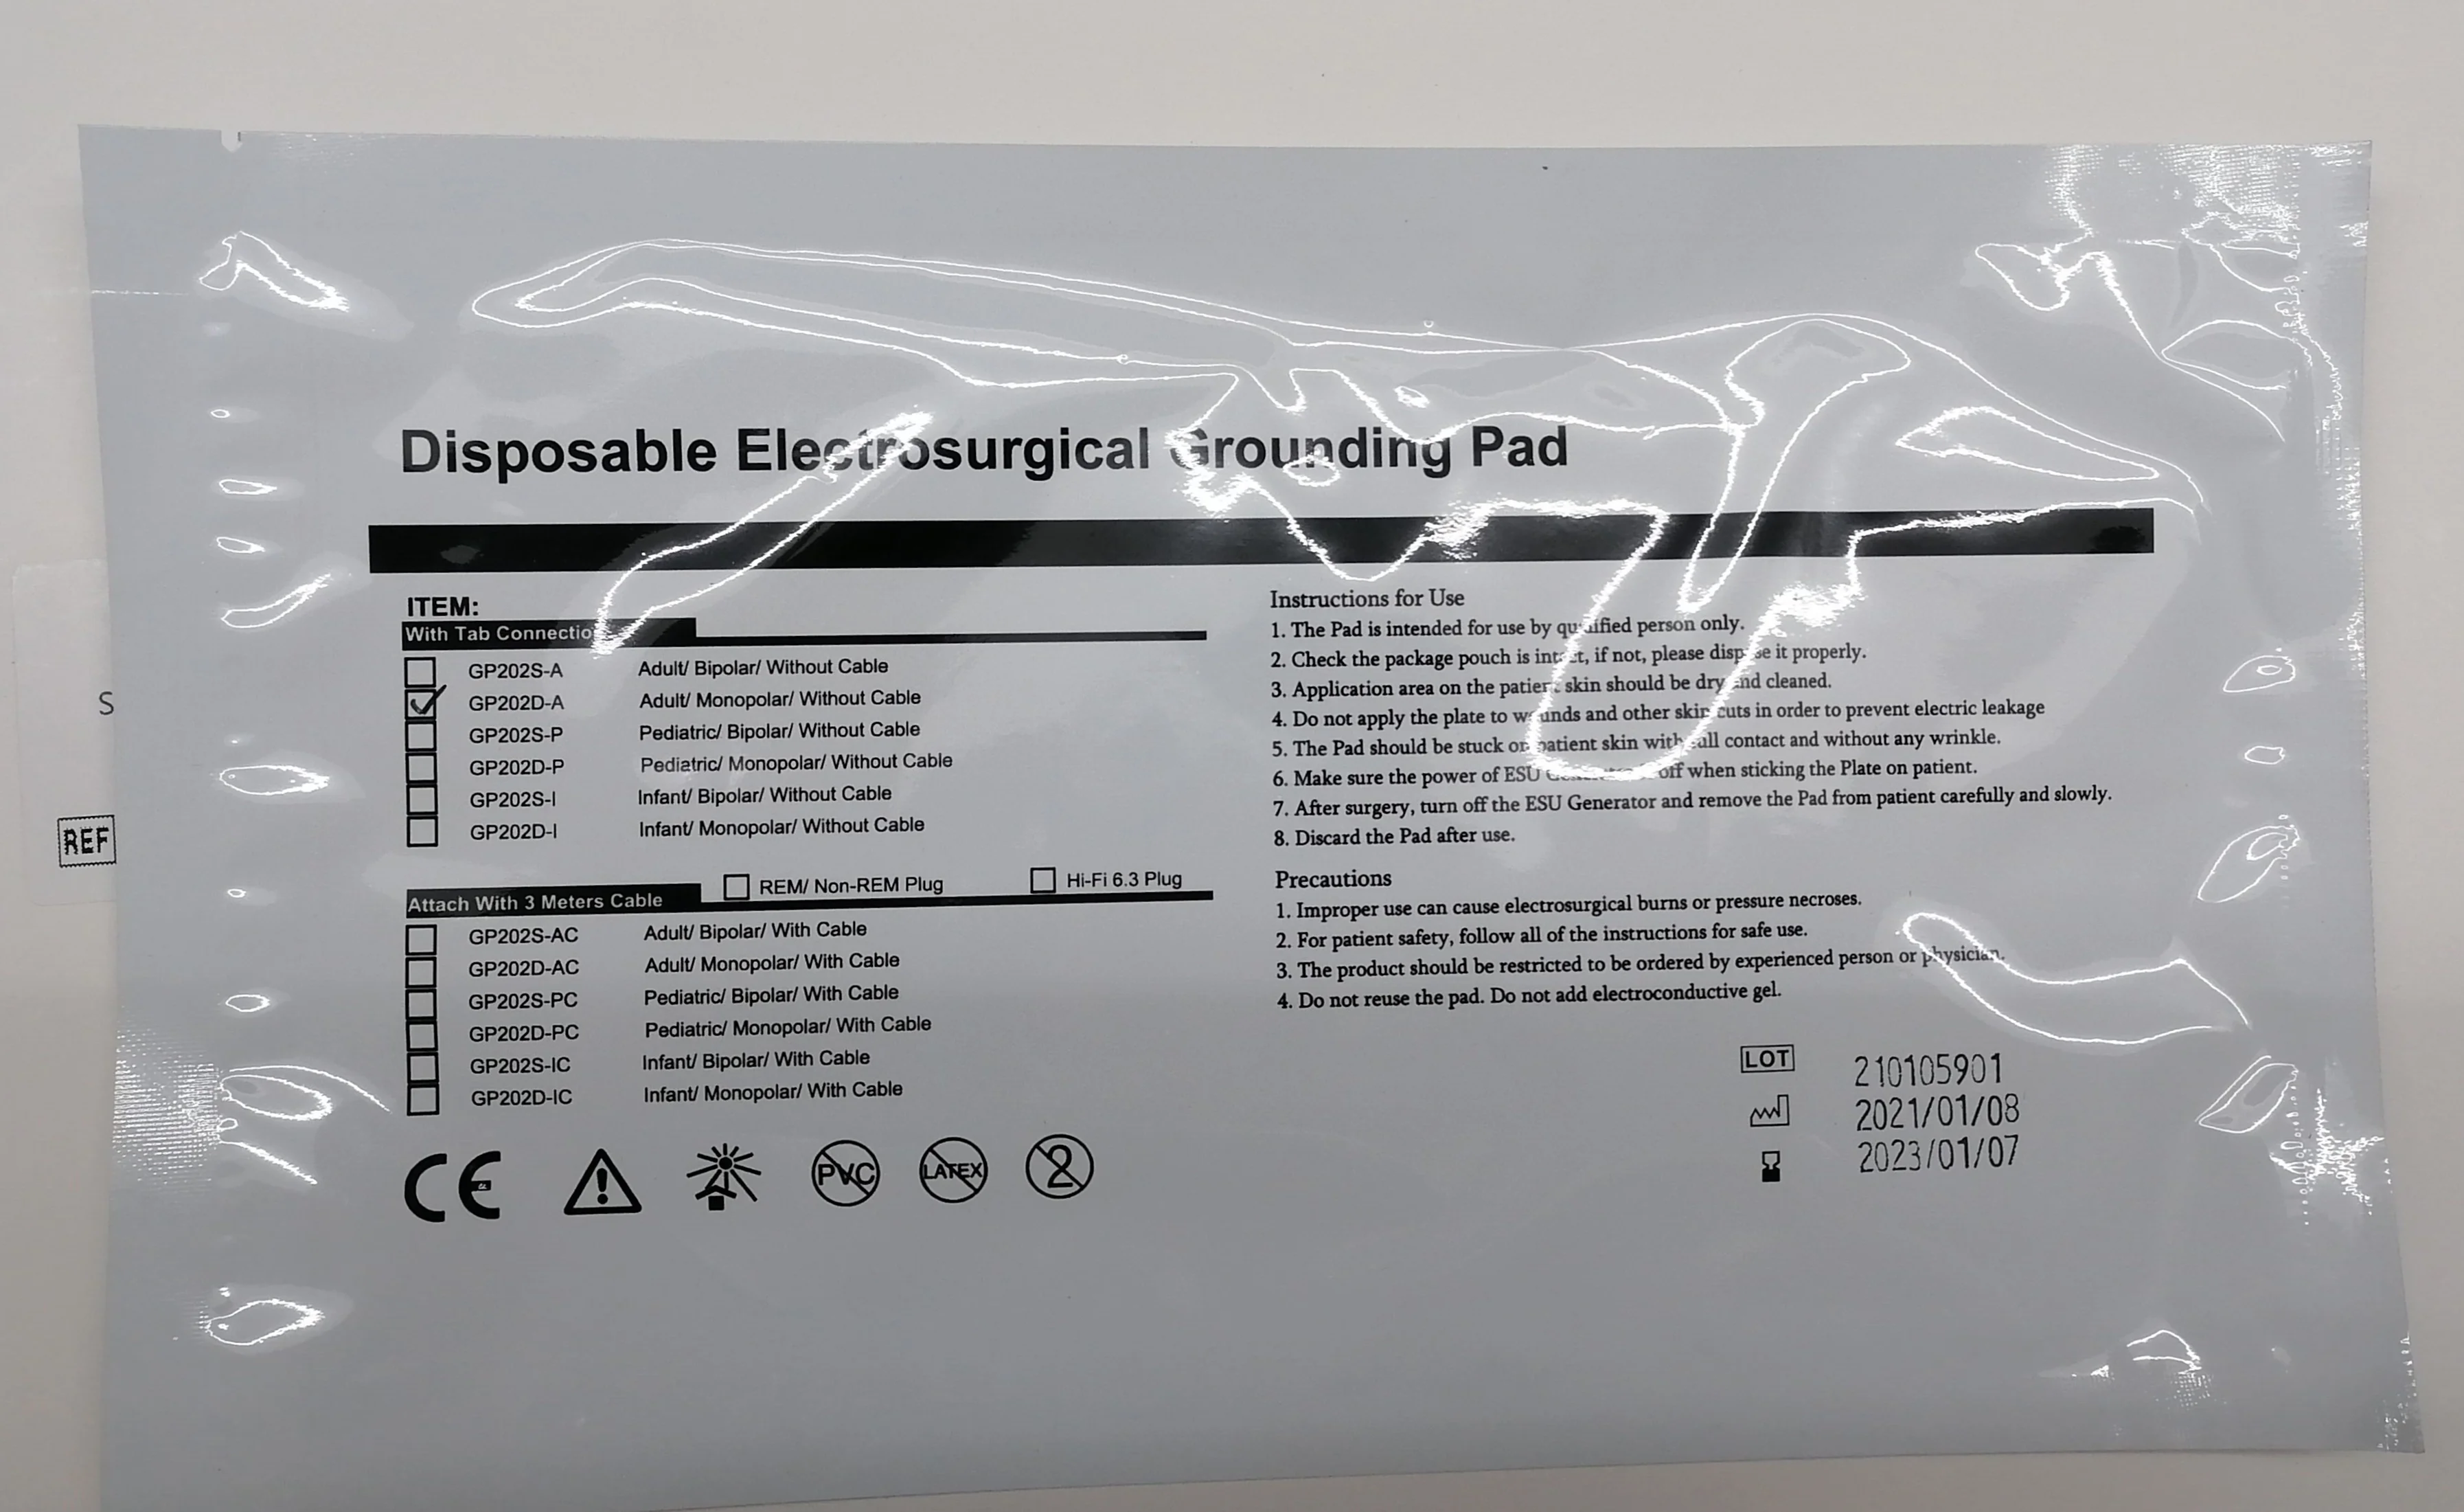 Disposable Electrosurgical Grounding Pad
ITEM:
With Tab Connectio
GP202S-A Adult/ Bipolar/ Without Cable
GP202D-A Adult/ Monopolar/ Without Cable
GP202S-P Pediatric/ Bipolar/ Without Cable
GP202D-P Pediatric/ Monopolar/ Without Cable
GP202S-I Infant/ Bipolar/ Without Cable
GP202D-I Infant/ Monopolar/ Without Cable
Attach With 3 Meters Cable REM/ Non-REM Plug Hi-Fi 6.3 Plug
GP202S-AC Adult/ Bipolar/ With Cable
GP202D-AC Adult/ Monopolar/ With Cable
GP202S-PC Pediatric/ Bipolar/ With Cable
GP202D-PC Pediatric/ Monopolar/ With Cable
GP202S-IC Infant/ Bipolar/ With Cable
GP202D-IC Infant/ Monopolar/ With Cable
CE PVC LATEX 2
Instructions for Use
1. The Pad is intended for use by qualified person only.
2. Check the package pouch is intact, if not, please dispose it properly.
3. Application area on the patient skin should be dry and cleaned.
4. Do not apply the plate to wounds and other skin cuts in order to prevent electric leakage
5. The Pad should be stuck on patient skin with full contact and without any wrinkle.
6. Make sure the power of ESU off when sticking the Plate on patient.
7. After surgery, turn off the ESU Generator and remove the Pad from patient carefully and slowly.
8. Discard the Pad after use.
Precautions
1. Improper use can cause electrosurgical burns or pressure necroses.
2. For patient safety, follow all of the instructions for safe use.
3. The product should be restricted to be ordered by experienced person or physician.
4. Do not reuse the pad. Do not add electroconductive gel.
LOT 210105901
2021/01/08
2023/01/07
S
REF